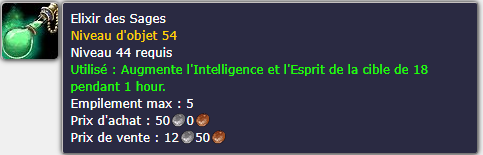 Elixir des Sages
Niveau d'objet 54
Niveau 44 requis
Utilisé : Augmente l'Intelligence et l'Esprit de la cible de 18
pendant 1 hour.
Empilement max : 5
Prix d'achat : 50 0
Prix de vente : 12 50